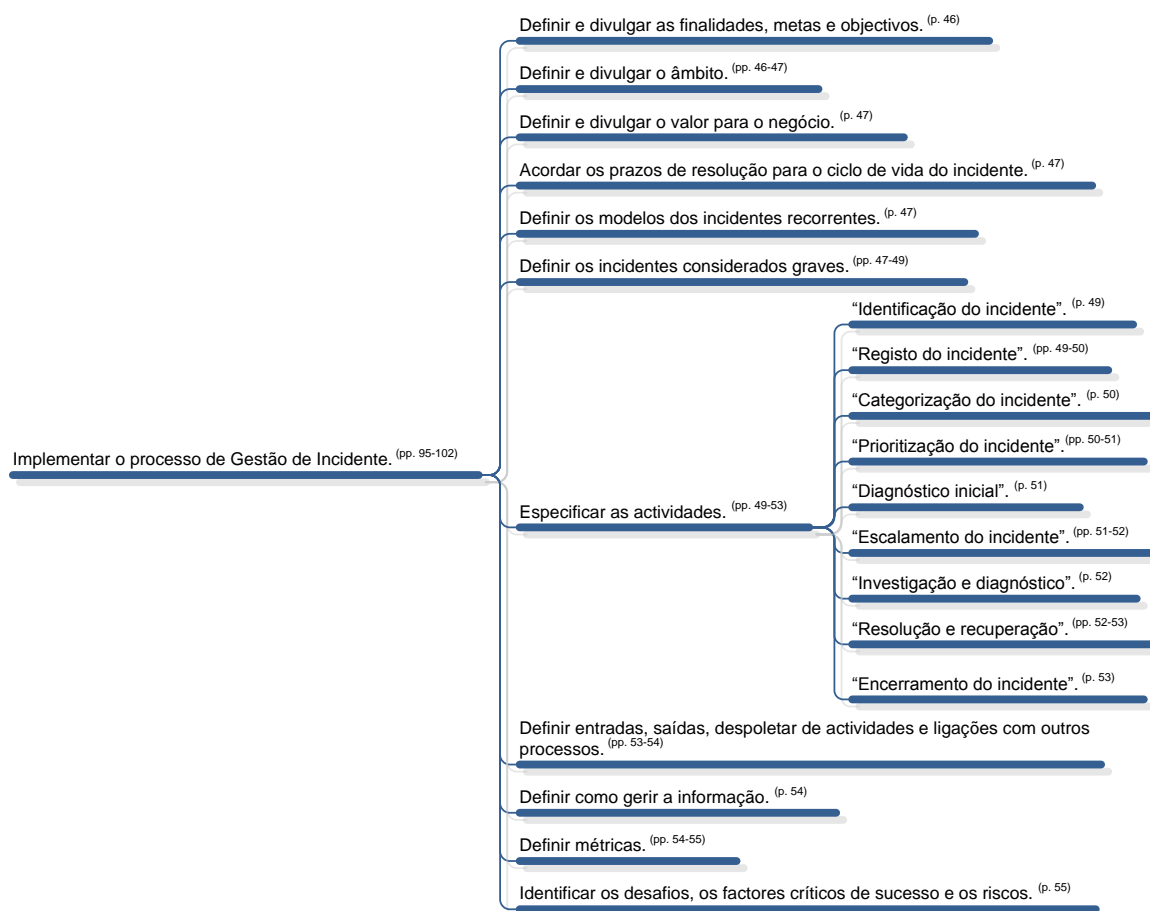 Definir e divulgar as finalidades, metas e objectivos. (p. 46)
Definir e divulgar o âmbito. (pp. 46-47)
Definir e divulgar o valor para o negócio. (p. 47)
Acordar os prazos de resolução para o ciclo de vida do incidente. (p. 47)
Definir os modelos dos incidentes recorrentes. (p. 47)
Definir os incidentes considerados graves. (pp. 47-49)
Implementar o processo de Gestão de Incidente. (pp. 95-102)
Especificar as actividades. (pp. 49-53)
“Identificação do incidente”. (p. 49)
“Registo do incidente”. (pp. 49-50)
“Categorização do incidente”. (p. 50)
“Prioritização do incidente”. (pp. 50-51)
“Diagnóstico inicial”. (p. 51)
“Escalamento do incidente”. (pp. 51-52)
“Investigação e diagnóstico”. (p. 52)
“Resolução e recuperação”. (pp. 52-53)
“Encerramento do incidente”. (p. 53)
Definir entradas, saídas, despoletar de actividades e ligações com outros
processos. (pp. 53-54)
Definir como gerir a informação. (p. 54)
Definir métricas. (pp. 54-55)
Identificar os desafios, os factores críticos de sucesso e os riscos. (p. 55)